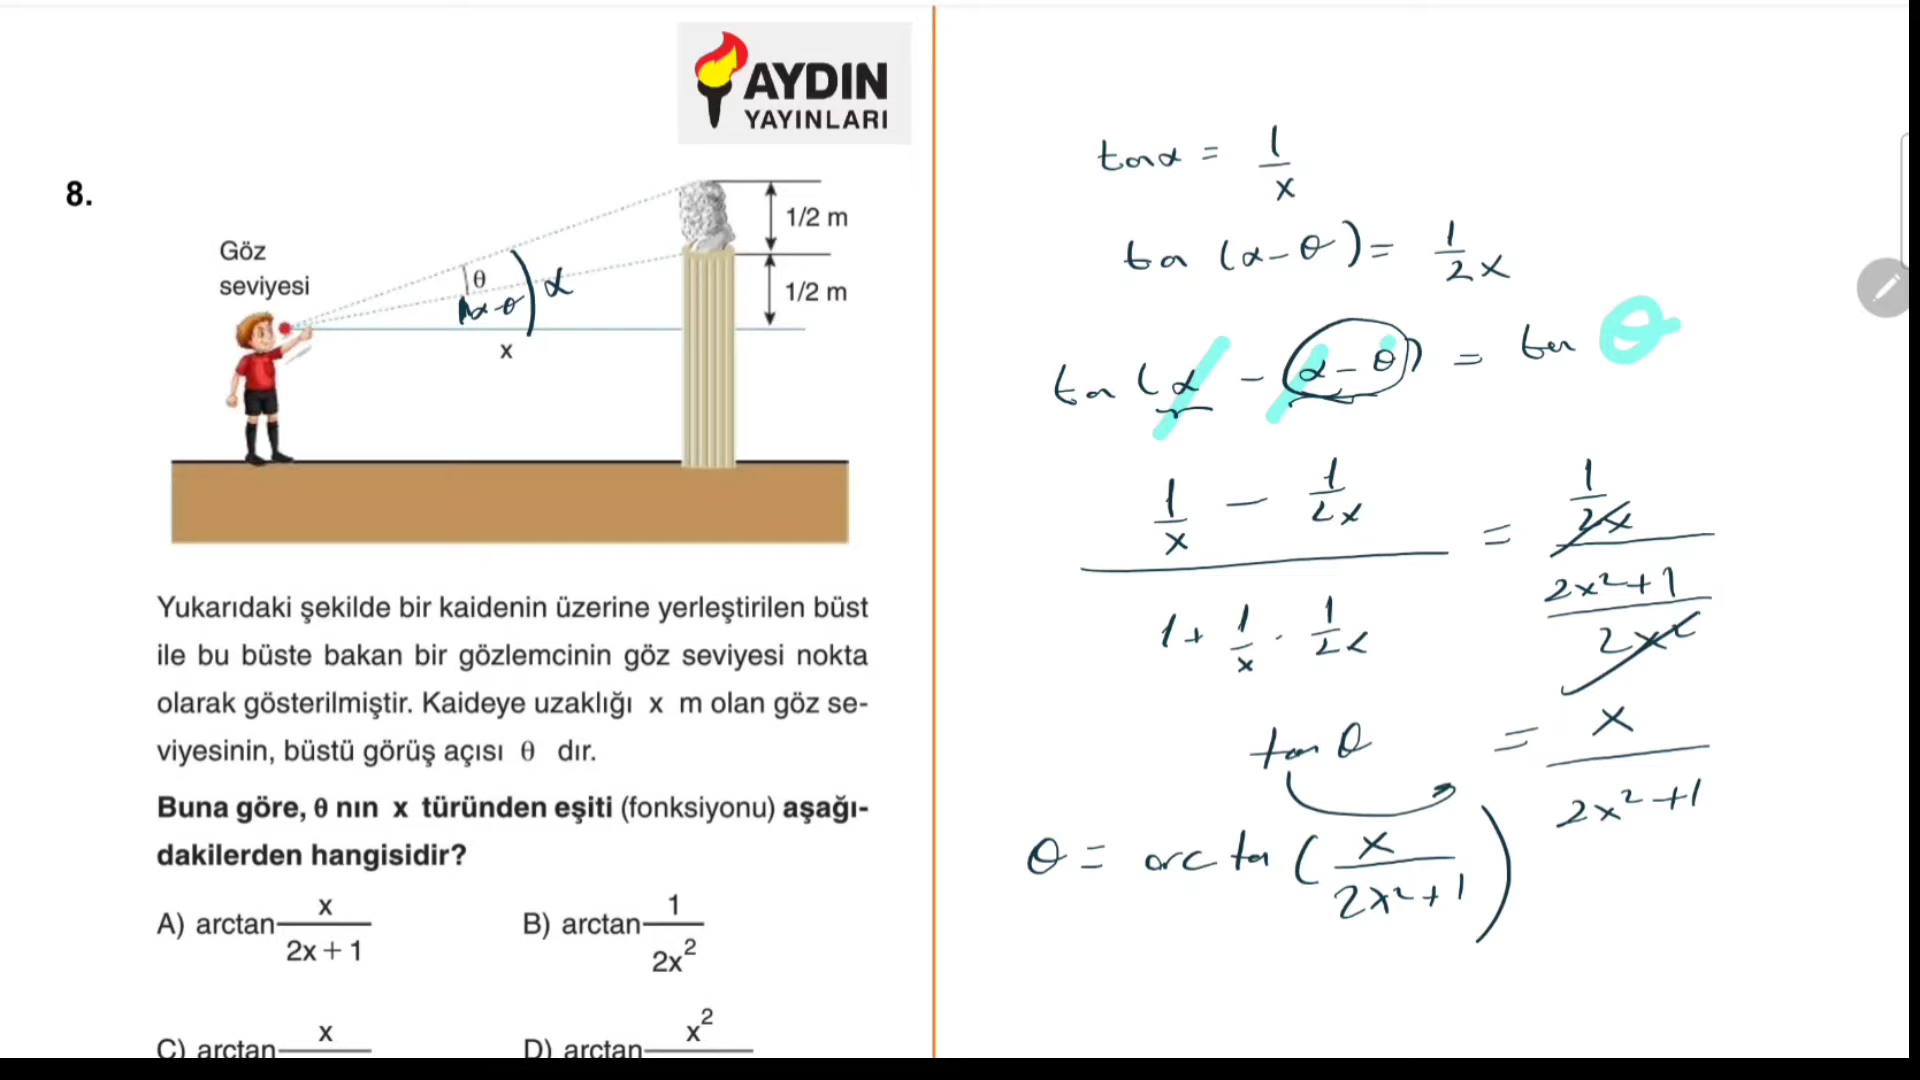 AYDIN
YAYINLARI
8.
Göz
seviyesi
θ
α-θ
α
x
1/2 m
1/2 m
Yukarıdaki şekilde bir kaidenin üzerine yerleştirilen büst
ile bu büste bakan bir gözlemcinin göz seviyesi nokta
olarak gösterilmiştir. Kaideye uzaklığı x m olan göz se-
viyesinin, büstü görüş açısı θ dır.
Buna göre, θ nın x türünden eşiti (fonksiyonu) aşağı-
dakilerden hangisidir?
A) arctan x/(2x+1) B) arctan 1/(2x²)
C) arctan x D) arctan x²
tanα = 1/x
tan (α-θ) = 1/2x
tan (α - (α-θ)) = tan θ
(1/x - 1/2x)/(1 + 1/x · 1/2x) = (1/2x)/((2x²+1)/2x²)
tan θ = x/(2x²+1)
θ = arctan (x/(2x²+1))